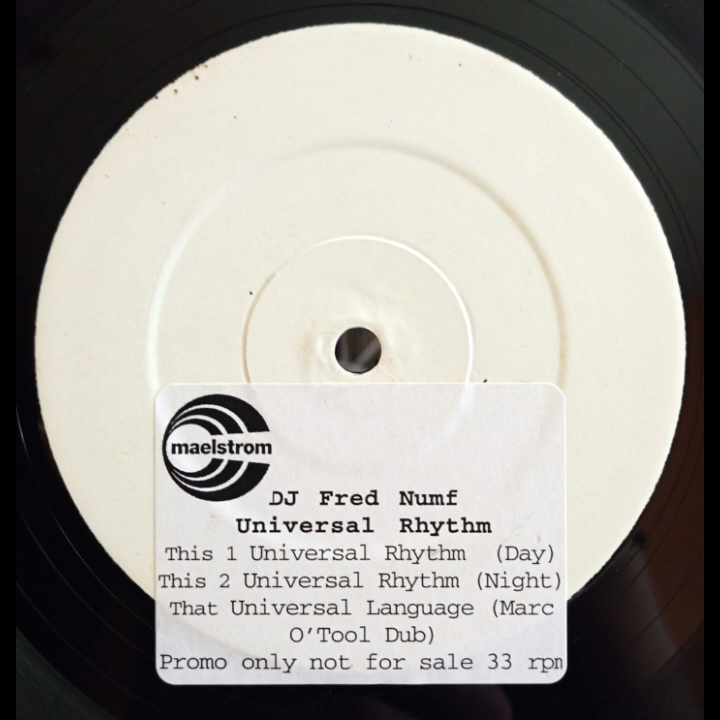 maelstrom
DJ Fred Numf
Universal Rhythm
This 1 Universal Rhythm (Day)
This 2 Universal Rhythm (Night)
That Universal Language (Marc
O'Tool Dub)
Promo only not for sale 33 rpm